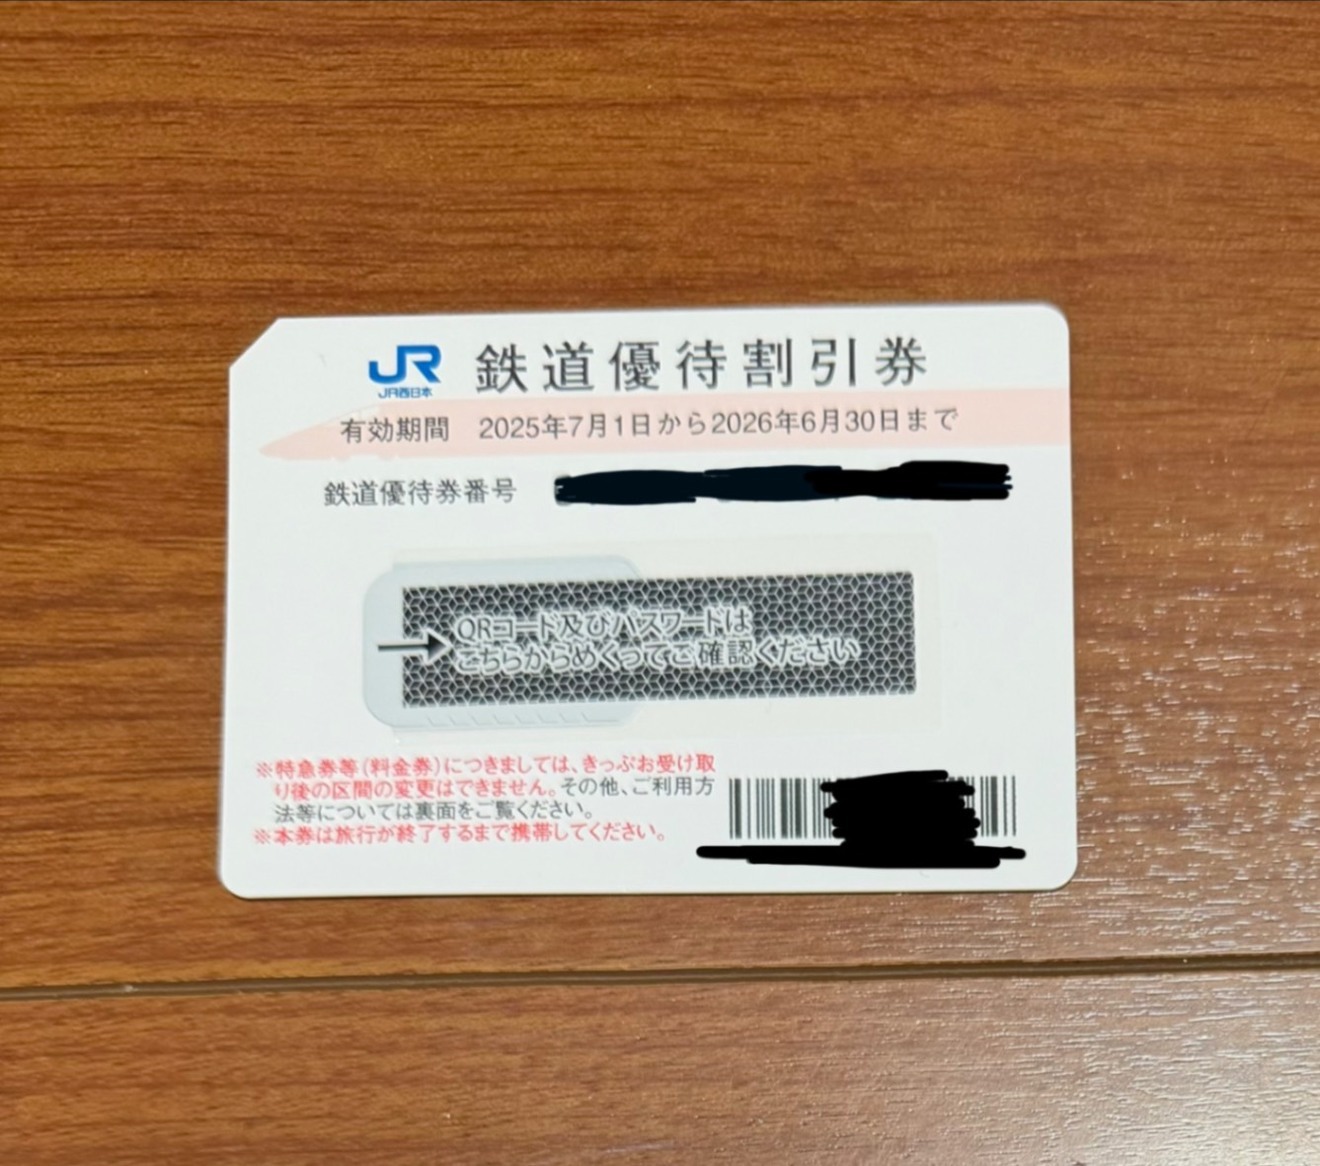 JR 鉄道優待割引券
JR西日本
有効期間 2025年7月1日から2026年6月30日まで
鉄道優待券番号
QRコード及びパスワードは
こちらからめくってご確認ください
※特急券等(料金券)につきましては、きっぷお受け取
り後の区間の変更はできません。その他、ご利用方
法等については裏面をご覧ください。
※本券は旅行が終了するまで携帯してください。